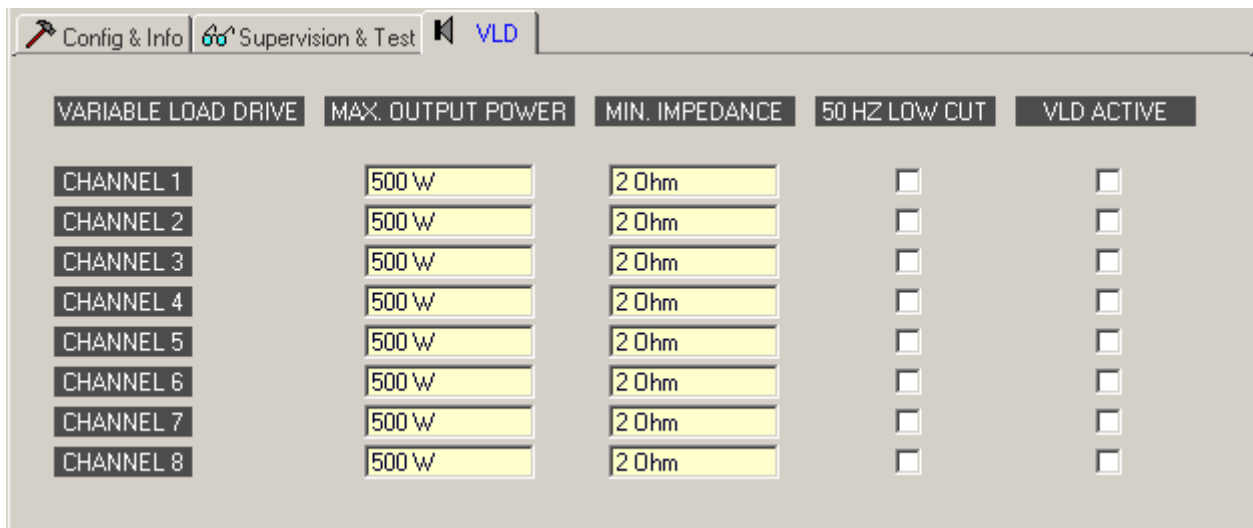 Config & Info Supervision & Test VLD
VARIABLE LOAD DRIVE MAX. OUTPUT POWER MIN. IMPEDANCE 50 HZ LOW CUT VLD ACTIVE
CHANNEL 1 500 W 2 Ohm
CHANNEL 2 500 W 2 Ohm
CHANNEL 3 500 W 2 Ohm
CHANNEL 4 500 W 2 Ohm
CHANNEL 5 500 W 2 Ohm
CHANNEL 6 500 W 2 Ohm
CHANNEL 7 500 W 2 Ohm
CHANNEL 8 500 W 2 Ohm